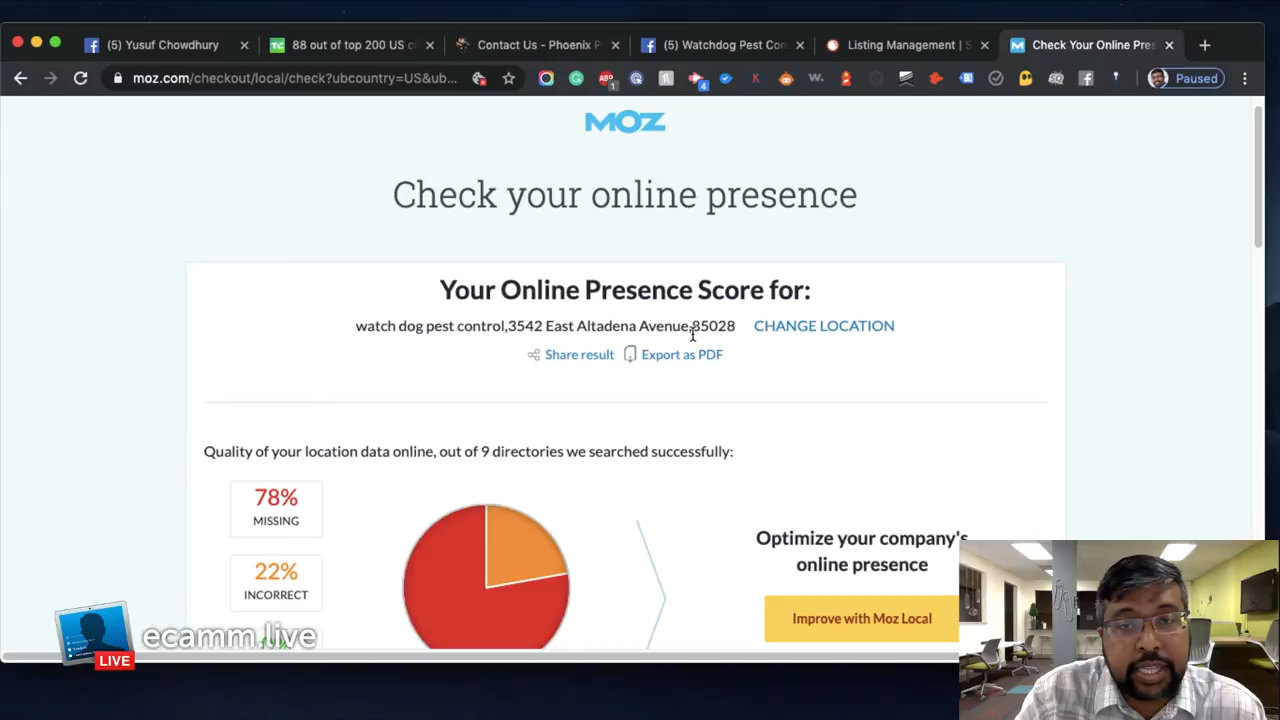 (5) Yusuf Chowdhury
88 out of top 200 US c
Contact Us - Phoenix P
(5) Watchdog Pest Con
Listing Management | S
Check Your Online Pres
moz.com/checkout/local/check?ubcountry=US&ub...
1
4
Paused
MOZ
Check your online presence
Your Online Presence Score for:
watch dog pest control,3542 East Altadena Avenue,85028
CHANGE LOCATION
Share result
Export as PDF
Quality of your location data online, out of 9 directories we searched successfully:
78%
MISSING
22%
INCORRECT
Optimize your company's
online presence
Improve with Moz Local
ecamm.live
LIVE